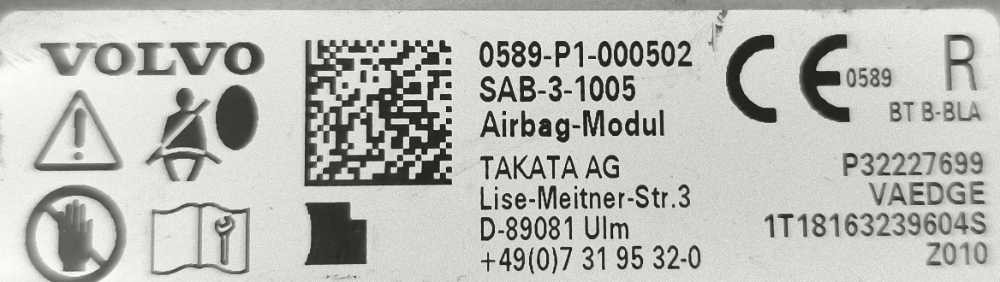 VOLVO
0589-P1-000502
SAB-3-1005
Airbag-Modul
TAKATA AG
Lise-Meitner-Str.3
D-89081 Ulm
+49(0)7 31 95 32-0
CE 0589
R
BT B-BLA
P32227699
VAEDGE
1T18163239604S
Z010